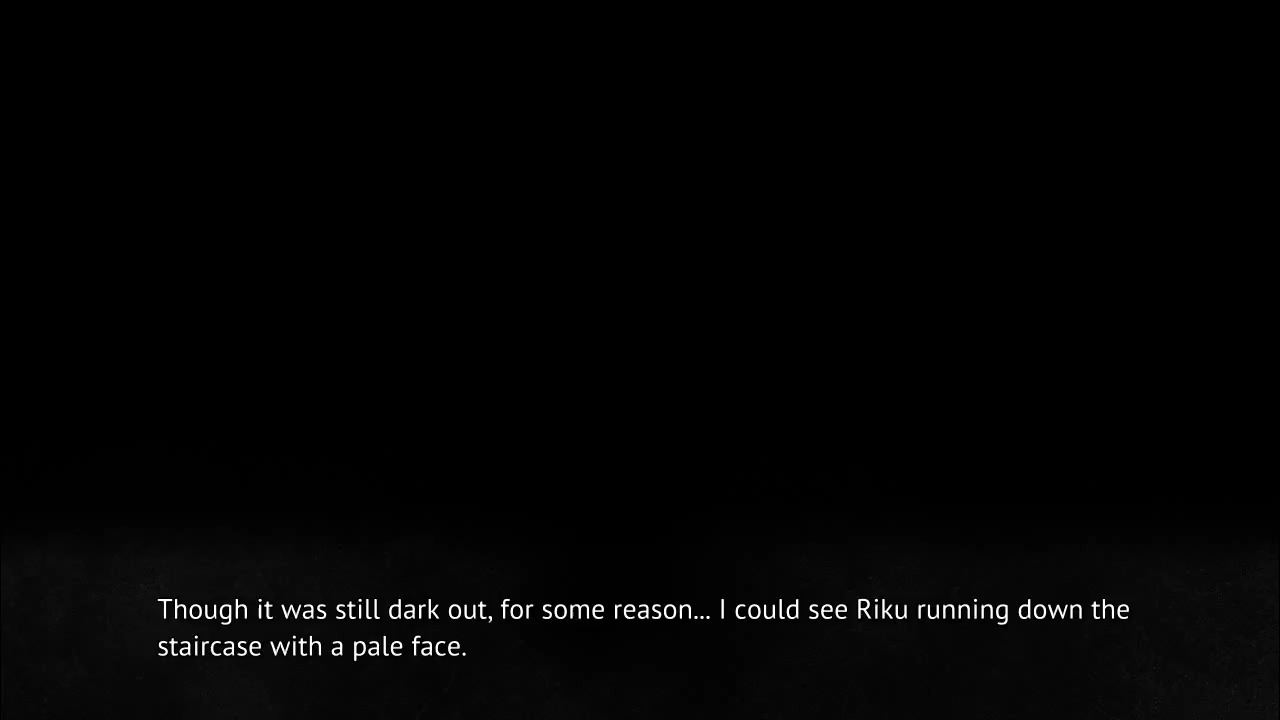 Though it was still dark out, for some reason... I could see Riku running down the
staircase with a pale face.